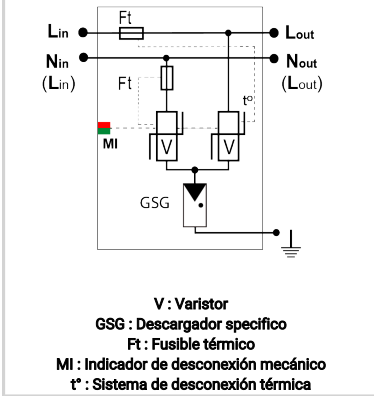 Ft
Lin Lout
Nin Nout
(Lin) Ft (Lout)
t°
MI V V
GSG
V : Varistor
GSG : Descargador specifico
Ft : Fusible térmico
MI : Indicador de desconexión mecánico
t° : Sistema de desconexión térmica